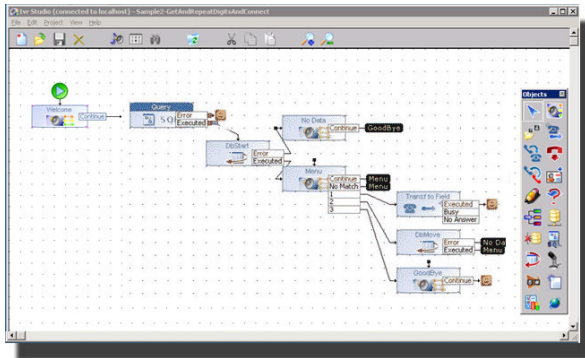 Ivr Studio (connected to localhost) - Sample2-GetAndRepeatDigitsAndConnect
File Edit Project View Help
Objects
Welcome
Continue
Query
Error
Executed
DbStart
Error
Executed
No Data
Continue
GoodBye
Menu
Continue
Menu
No Match
Menu
1
2
3
Transf to Field
Executed
Busy
No Answer
DbMove
Error
No Da
Executed
Menu
GoodBye
Continue